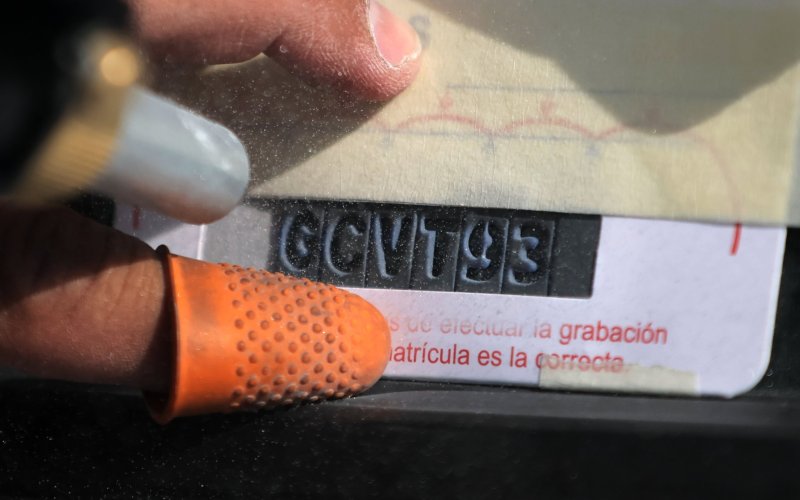 GCVT93
s de efectuar la grabación
matrícula es la correcta.